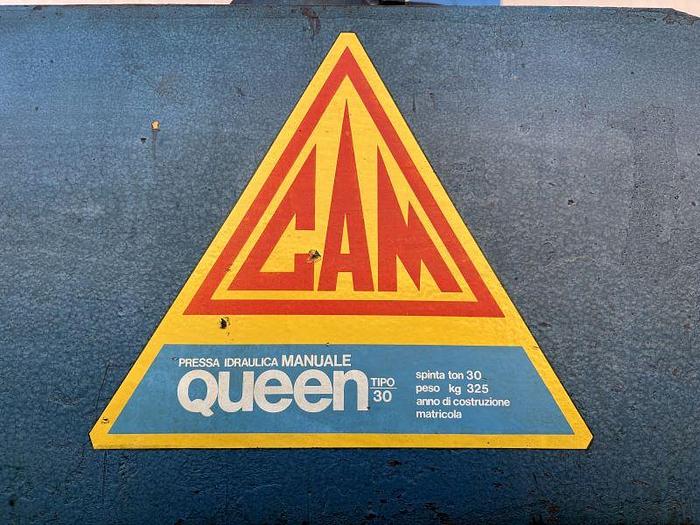 CAM
PRESSA IDRAULICA MANUALE
Queen
TIPO
30
spinta ton 30
peso kg 325
anno di costruzione
matricola